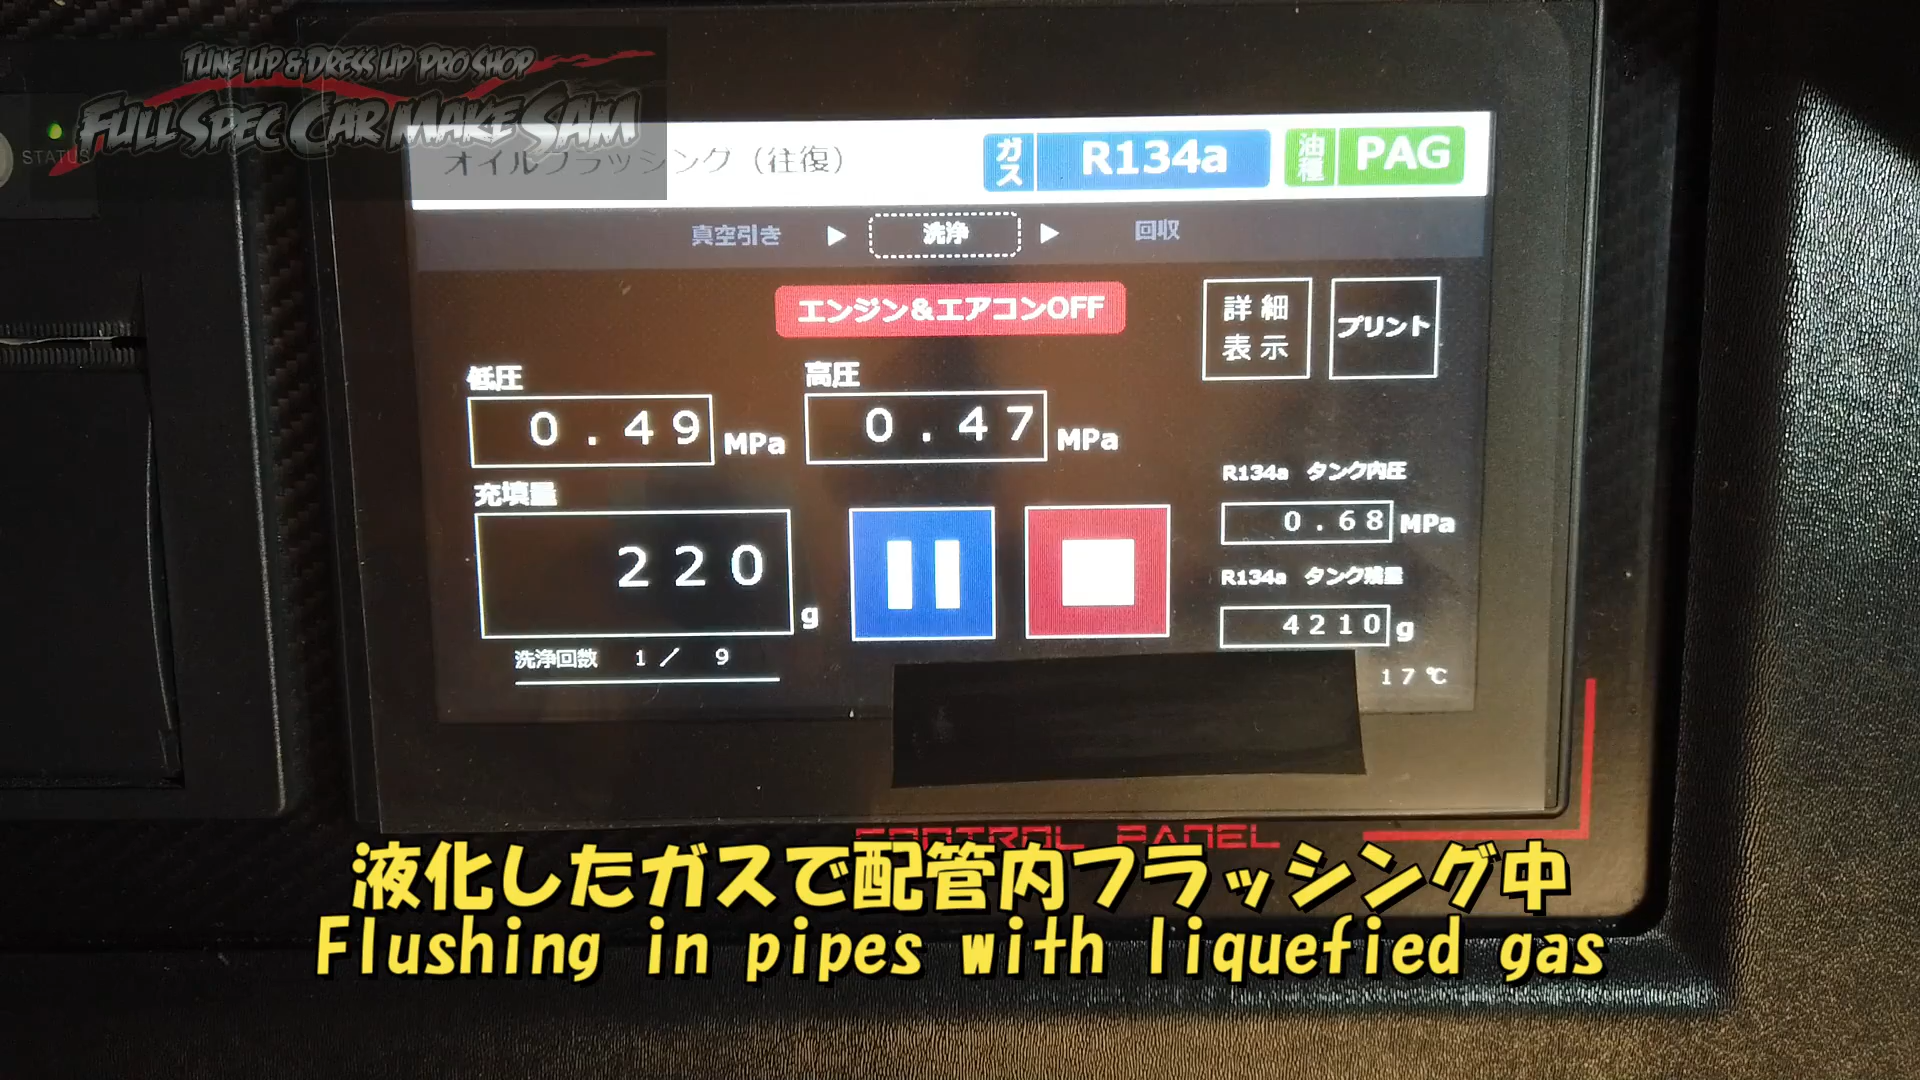 TUNE UP & DRESS UP PRO SHOP
FULL SPEC CAR MAKE SAM
STATUS
オイルフラッシング（往復）
ガス R134a 油種 PAG
真空引き ▶ 洗浄 ▶ 回収
エンジン&エアコンOFF
詳細表示
プリント
低圧
0.49 MPa
高圧
0.47 MPa
充填量
220 g
洗浄回数 1／ 9
R134a タンク内圧
0.68 MPa
R134a タンク残量
4210 g
17℃
CONTROL PANEL
液化したガスで配管内フラッシング中
Flushing in pipes with liquefied gas